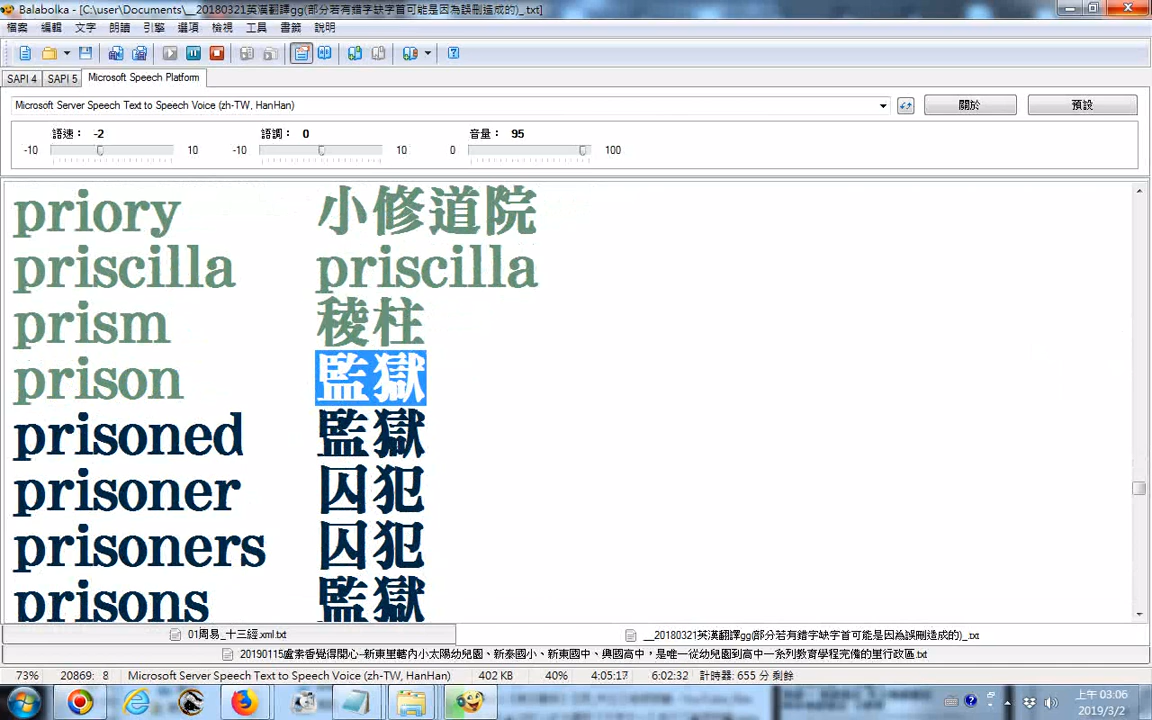 Balabolka - [C:\user\Documents\__20180321英漢翻譯gg(部分若有錯字缺字首可能是因為誤刪造成的)_.txt]
檔案 編輯 文字 朗讀 引擎 選項 檢視 工具 書籤 說明
SAPI 4 SAPI 5 Microsoft Speech Platform
Microsoft Server Speech Text to Speech Voice (zh-TW, HanHan) 關於 預設
語速： -2 語調： 0 音量： 95
-10 10 -10 10 0 100
priory 小修道院
priscilla priscilla
prism 稜柱
prison 監獄
prisoned 監獄
prisoner 囚犯
prisoners 囚犯
prisons 監獄
01周易_十三經.xml.txt __20180321英漢翻譯gg(部分若有錯字缺字首可能是因為誤刪造成的)_.txt
20190115盧素香覺得開心-新東里轄內小太陽幼兒園、新泰國小、新東國中、興國高中，是唯一從幼兒園到高中一系列教育學程完備的里行政區.txt
73% 20869: 8 Microsoft Server Speech Text to Speech Voice (zh-TW, HanHan) 402 KB 40% 4:05:17 6:02:32 計時器: 655 分 剩餘
上午 03:06
2019/3/2